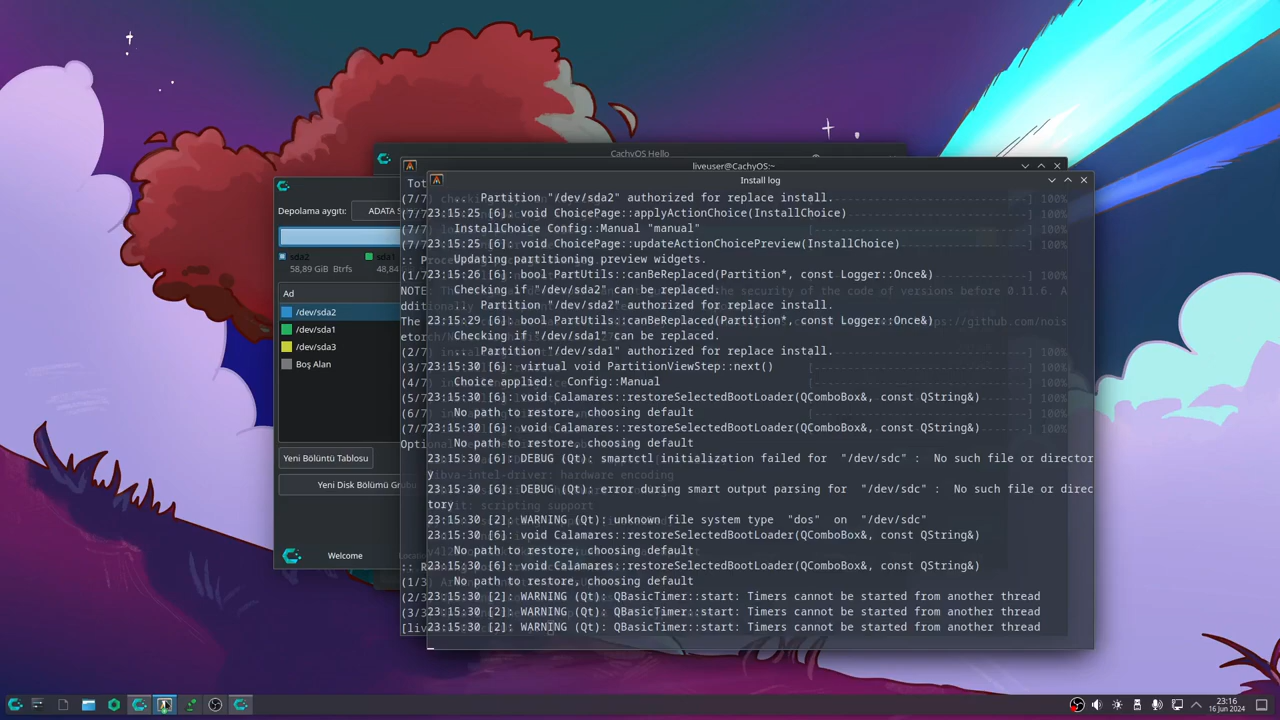 CachyOS Hello
liveuser@CachyOS:~
Install log
Depolama aygıtı:
ADATA S
sda2
58,89 GiB Btrfs
sda1
48,84
Ad
/dev/sda2
/dev/sda1
/dev/sda3
Boş Alan
Yeni Bölüntü Tablosu
Yeni Disk Bölümü Grubu
Welcome
.. Partition "/dev/sda2" authorized for replace install.
23:15:25 [6]: void ChoicePage::applyActionChoice(InstallChoice)
InstallChoice Config::Manual "manual"
23:15:25 [6]: void ChoicePage::updateActionChoicePreview(InstallChoice)
Updating partitioning preview widgets.
23:15:26 [6]: bool PartUtils::canBeReplaced(Partition*, const Logger::Once&)
Checking if "/dev/sda2" can be replaced.
.. Partition "/dev/sda2" authorized for replace install.
23:15:29 [6]: bool PartUtils::canBeReplaced(Partition*, const Logger::Once&)
Checking if "/dev/sda1" can be replaced.
.. Partition "/dev/sda1" authorized for replace install.
23:15:30 [6]: virtual void PartitionViewStep::next()
Choice applied: Config::Manual
23:15:30 [6]: void Calamares::restoreSelectedBootLoader(QComboBox&, const QString&)
No path to restore, choosing default
23:15:30 [6]: void Calamares::restoreSelectedBootLoader(QComboBox&, const QString&)
No path to restore, choosing default
23:15:30 [6]: DEBUG (Qt): smartctl initialization failed for "/dev/sdc" : No such file or director
y
23:15:30 [6]: DEBUG (Qt): error during smart output parsing for "/dev/sdc" : No such file or direc
tory
23:15:30 [2]: WARNING (Qt): unknown file system type "dos" on "/dev/sdc"
23:15:30 [6]: void Calamares::restoreSelectedBootLoader(QComboBox&, const QString&)
No path to restore, choosing default
23:15:30 [6]: void Calamares::restoreSelectedBootLoader(QComboBox&, const QString&)
No path to restore, choosing default
23:15:30 [2]: WARNING (Qt): QBasicTimer::start: Timers cannot be started from another thread
23:15:30 [2]: WARNING (Qt): QBasicTimer::start: Timers cannot be started from another thread
23:15:30 [2]: WARNING (Qt): QBasicTimer::start: Timers cannot be started from another thread
23:16
16 Jun 2024